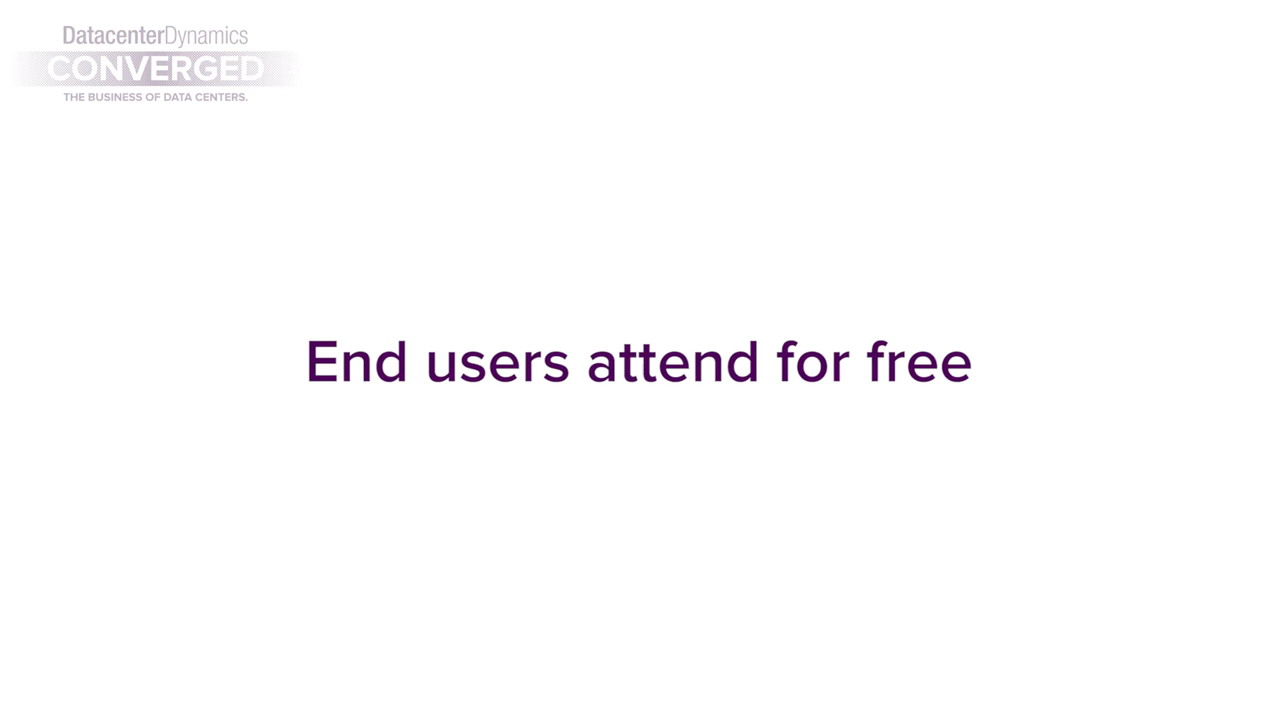 DatacenterDynamics
CONVERGED
THE BUSINESS OF DATA CENTERS.
End users attend for free